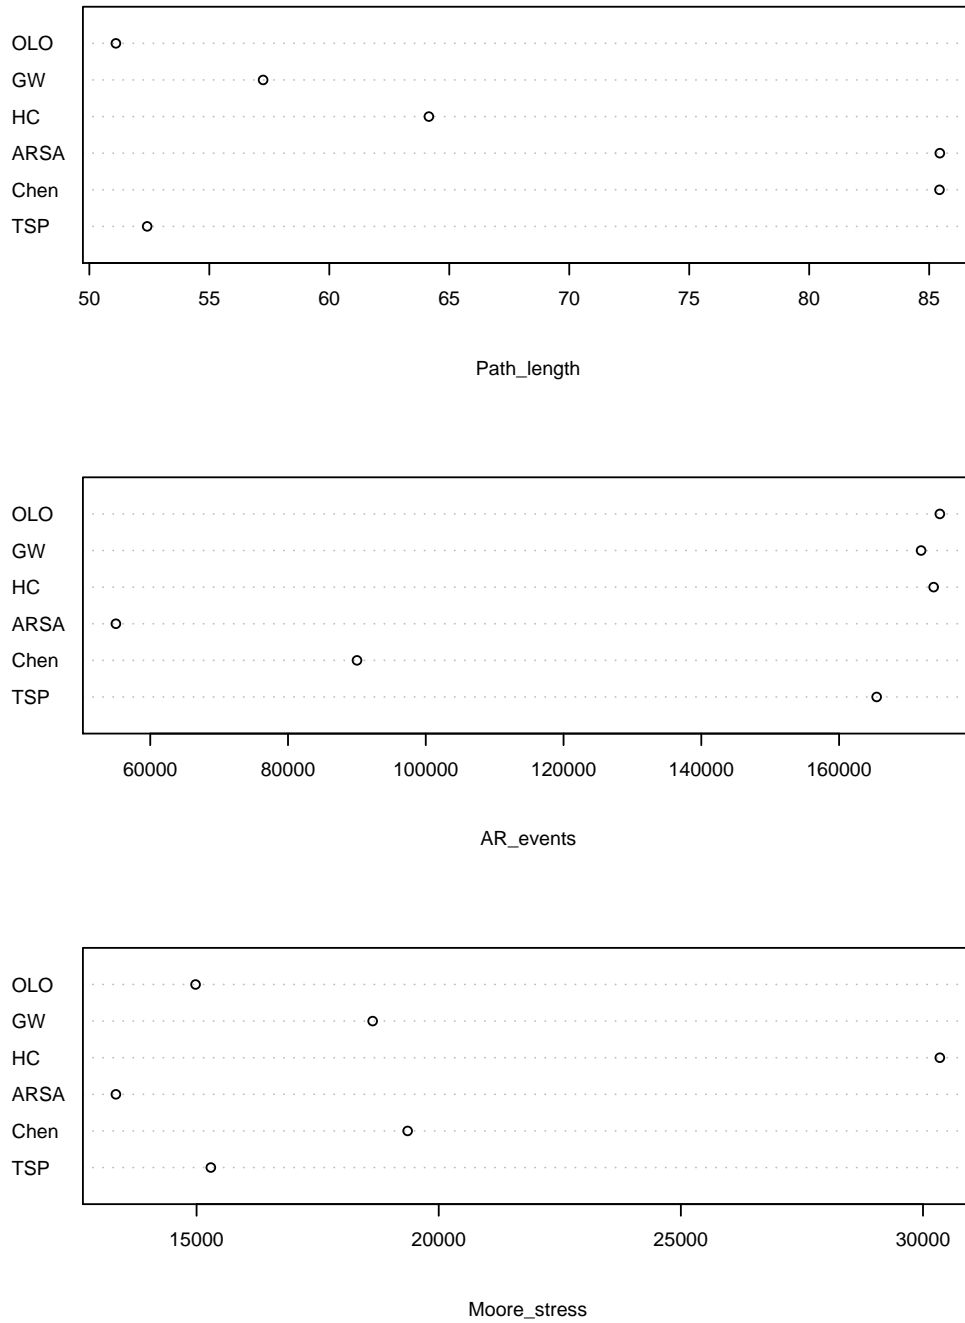 OLO
GW
HC
ARSA
Chen
TSP
50 55 60 65 70 75 80 85
Path_length
OLO
GW
HC
ARSA
Chen
TSP
60000 80000 100000 120000 140000 160000
AR_events
OLO
GW
HC
ARSA
Chen
TSP
15000 20000 25000 30000
Moore_stress